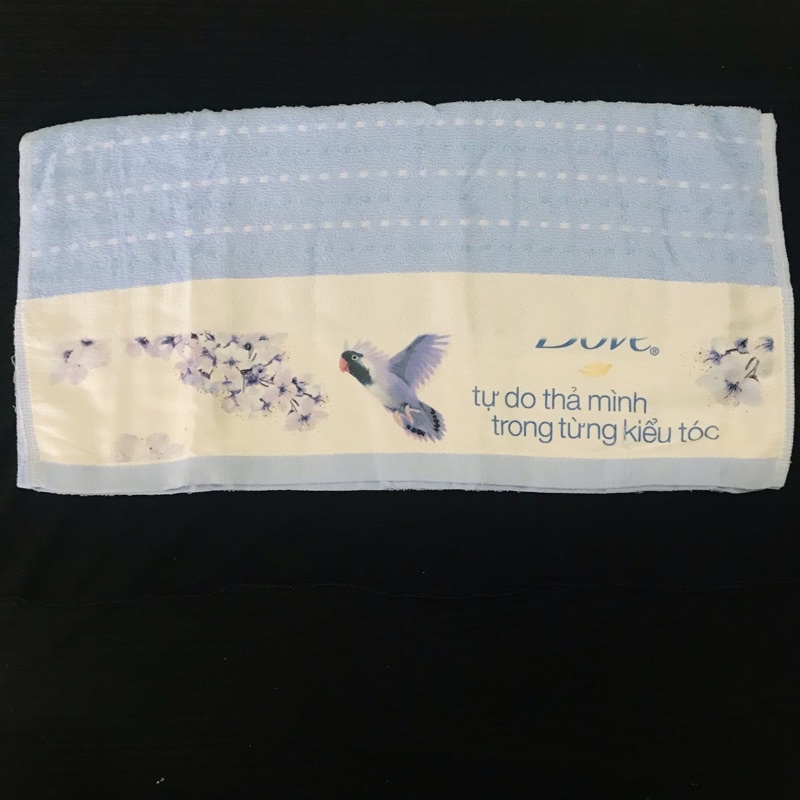 Dove®
tự do thả mình
trong từng kiểu tóc